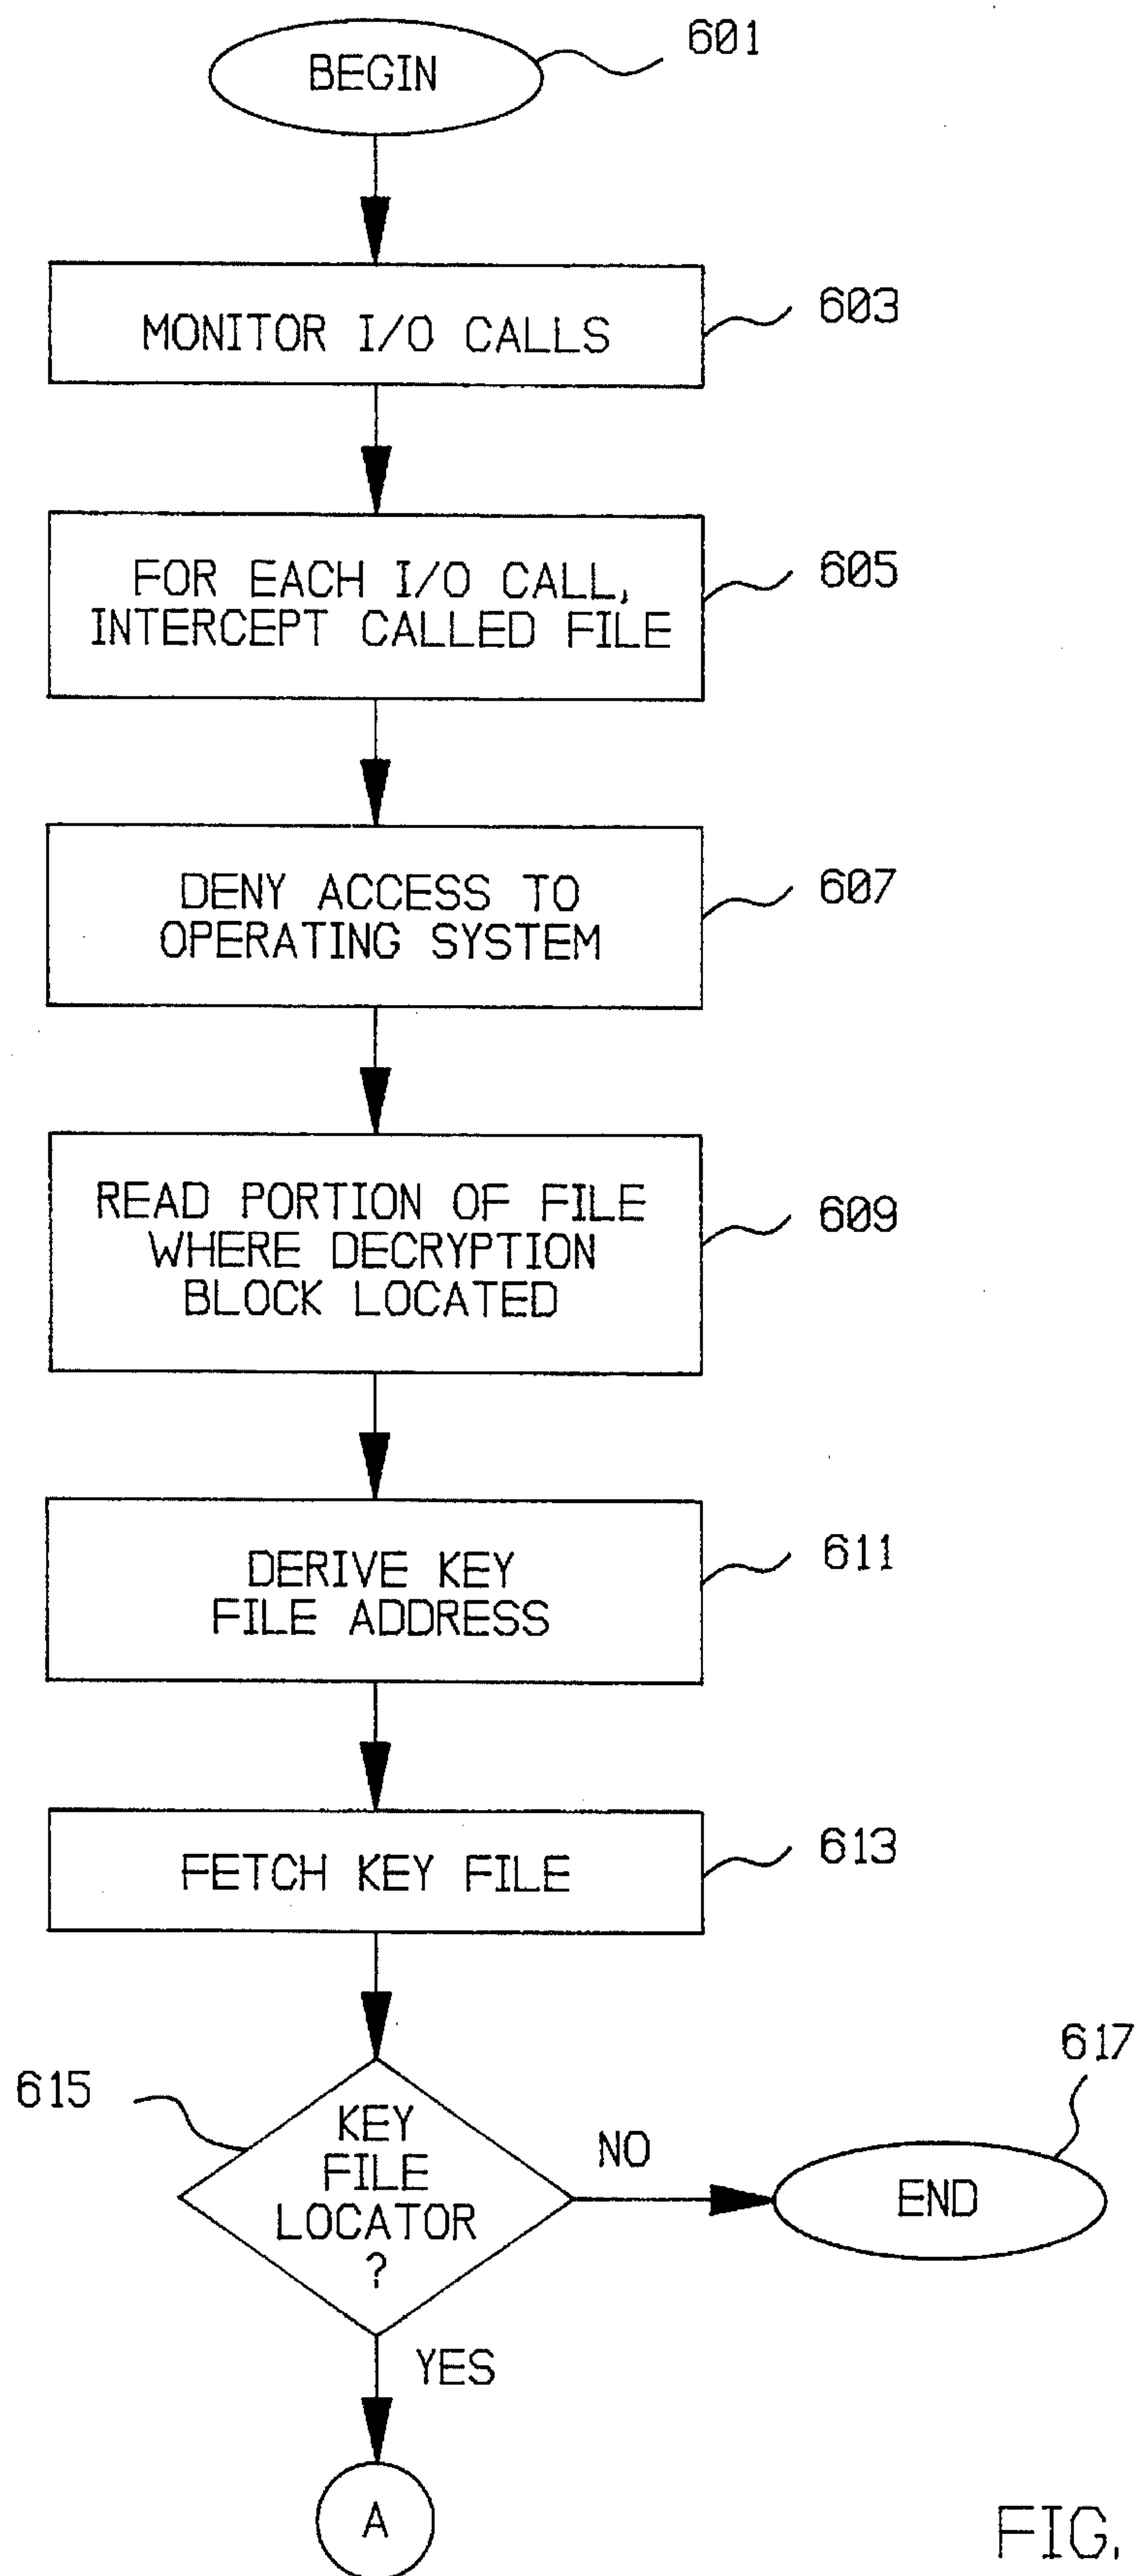 BEGIN
601
MONITOR I/O CALLS
603
FOR EACH I/O CALL,
INTERCEPT CALLED FILE
605
DENY ACCESS TO
OPERATING SYSTEM
607
READ PORTION OF FILE
WHERE DECRYPTION
BLOCK LOCATED
609
DERIVE KEY
FILE ADDRESS
611
FETCH KEY FILE
613
615
KEY
FILE
LOCATOR
?
NO
617
END
YES
A
FIG.